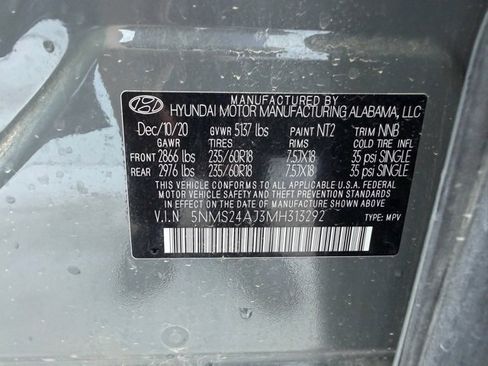 MANUFACTURED BY
HYUNDAI MOTOR MANUFACTURING ALABAMA, LLC
Dec/10/20 GVWR 5137 lbs PAINT NT2 TRIM NNB
GAWR TIRES RIMS COLD TIRE INFL
FRONT 2866 lbs 235/60R18 7.5JX18 35 psi SINGLE
REAR 2976 lbs 235/60R18 7.5JX18 35 psi SINGLE
THIS VEHICLE CONFORMS TO ALL APPLICABLE U.S. FEDERAL
MOTOR VEHICLE SAFETY AND THEFT PREVENTION STANDARDS
IN EFFECT ON THE DATE OF MANUFACTURE SHOWN ABOVE
V.I.N 5NMS24AJ3MH313292 TYPE: MPV